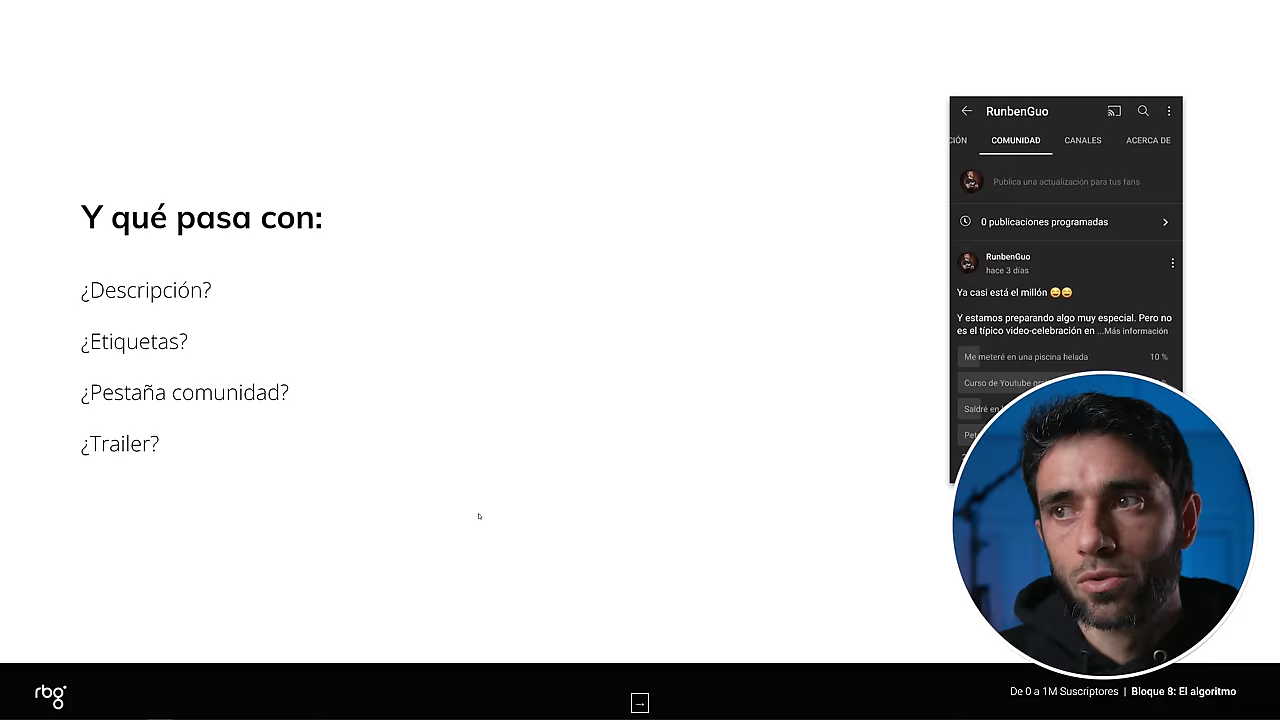 Y qué pasa con:
¿Descripción?
¿Etiquetas?
¿Pestaña comunidad?
¿Trailer?
RunbenGuo
CIÓN COMUNIDAD CANALES ACERCA DE
Publica una actualización para tus fans
0 publicaciones programadas
RunbenGuo
hace 3 días
Ya casi está el millón 😅😅
Y estamos preparando algo muy especial. Pero no
es el típico video-celebración en ...Más información
Me meteré en una piscina helada 10 %
Curso de Youtube
Saldré en
rbg
→
De 0 a 1M Suscriptores | Bloque 8: El algoritmo